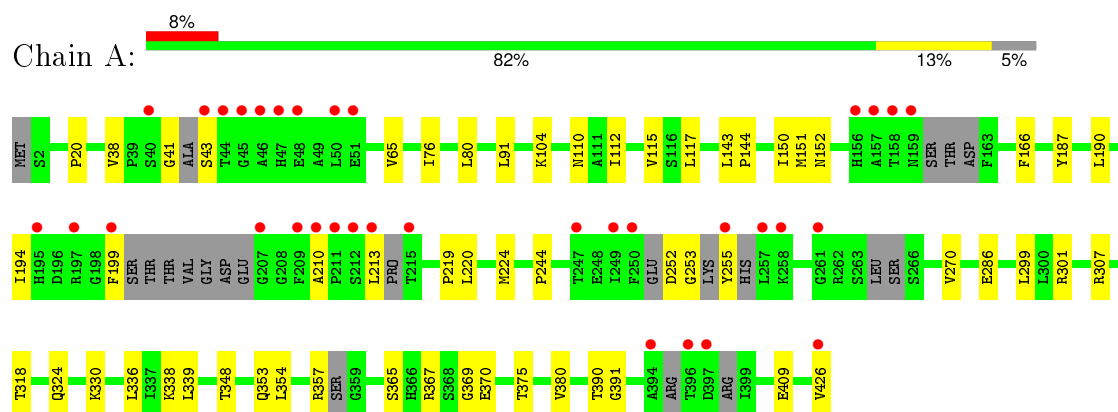 8%
Chain A:
82% 13% 5%
MET S2 P20 V38 F39 S40 G41 ALA S43 T44 G45 A46 H47 E48 A49 L50 E51 V65 I76 L80 L91 K104 N110 A111 I112 V115 S116 L117 L143 P144 I150 M151 N152 H156 A157 T158 N159 SER THR ASP F163 F166 Y187 L190
I194 H195 D196 R197 G198 F199 SER THR THR VAL GLY ASP GLU G207 G208 F209 A210 P211 S212 L213 PRO T215 P219 L220 M224 P244 T247 E248 I249 F250 GLU D252 G253 LYS Y255 HIS L257 K258 G261 R262 S263 LEU SER S266 V270 E286 L299 L300 R301 R307
T318 Q324 K330 L336 I337 K338 L339 T348 Q353 L354 R357 SER G359 S365 H366 R367 S368 G369 E370 T375 V380 T390 G391 A394 ARG T396 D397 ARG I399 E409 V426